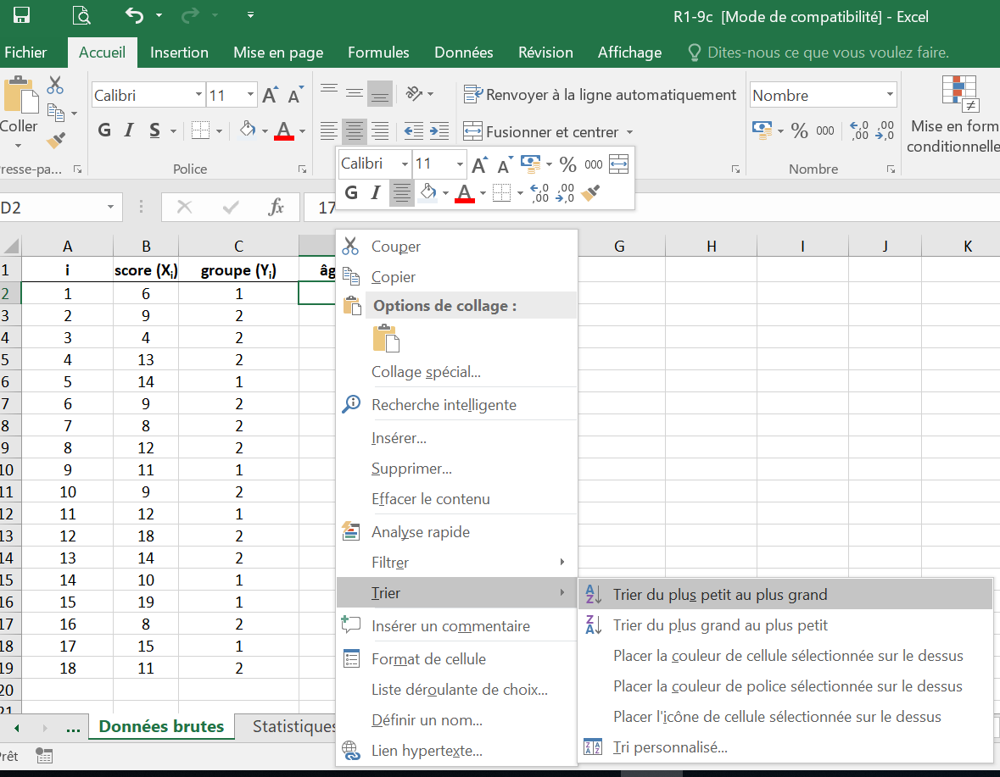 R1-9c [Mode de compatibilité] - Excel
Fichier Accueil Insertion Mise en page Formules Données Révision Affichage Dites-nous ce que vous voulez faire.
Calibri 11 A A Renvoyer à la ligne automatiquement Nombre
Coller G I S A Fusionner et centrer % 000 ,00 ,00 Mise en form
conditionnelle
resse-pa... Police Nombre
Calibri 11 A A % 000
G I A ,00 ,00
D2 fx 17
A B C G H I J K
1 i score (Xi) groupe (Yi) âg
2 1 6 1
3 2 9 2
4 3 4 2
5 4 13 2
6 5 14 1
7 6 9 2
8 7 8 2
9 8 12 2
10 9 11 1
11 10 9 2
12 11 12 1
13 12 18 2
14 13 14 2
15 14 10 1
16 15 19 1
17 16 8 2
18 17 15 1
19 18 11 2
20
21
Couper
Copier
Options de collage :
Collage spécial...
Recherche intelligente
Insérer...
Supprimer...
Effacer le contenu
Analyse rapide
Filtrer
Trier
Insérer un commentaire
Format de cellule
Liste déroulante de choix...
Définir un nom...
Lien hypertexte...
Trier du plus petit au plus grand
Trier du plus grand au plus petit
Placer la couleur de cellule sélectionnée sur le dessus
Placer la couleur de police sélectionnée sur le dessus
Placer l'icône de cellule sélectionnée sur le dessus
Tri personnalisé...
... Données brutes Statistiques
rêt